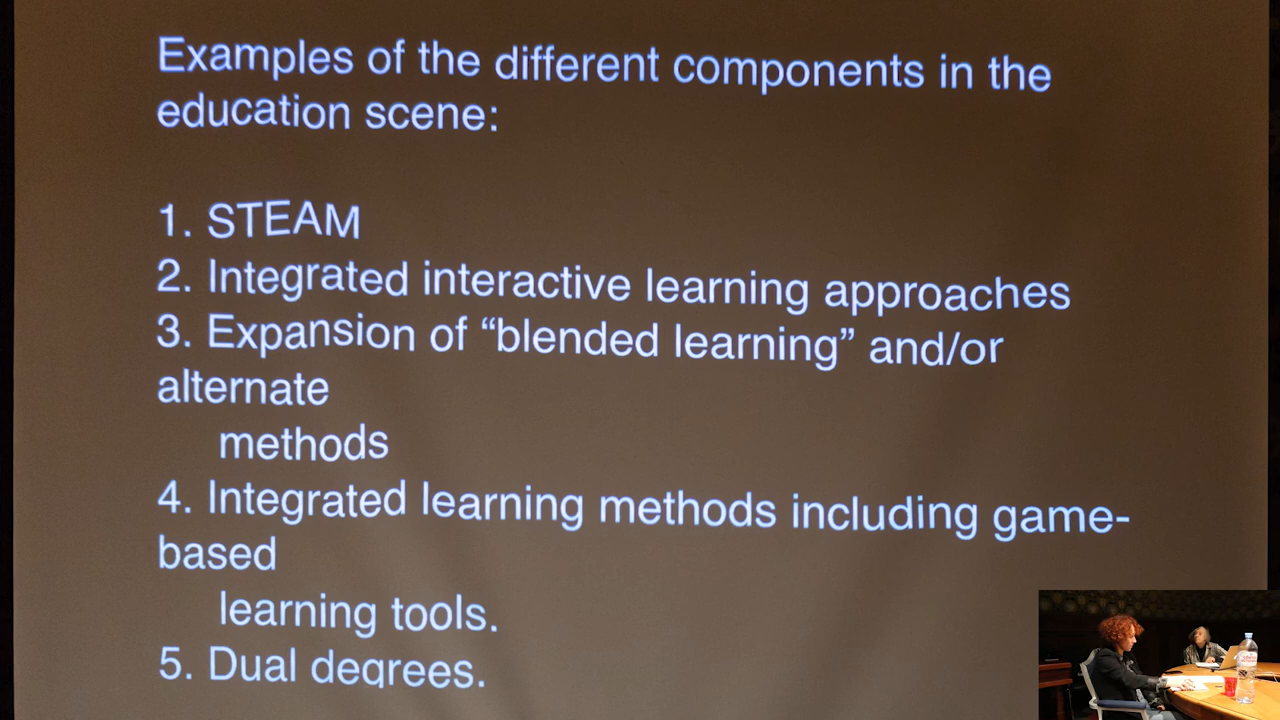 Examples of the different components in the
education scene:
1. STEAM
2. Integrated interactive learning approaches
3. Expansion of “blended learning” and/or
alternate
methods
4. Integrated learning methods including game-
based
learning tools.
5. Dual degrees.